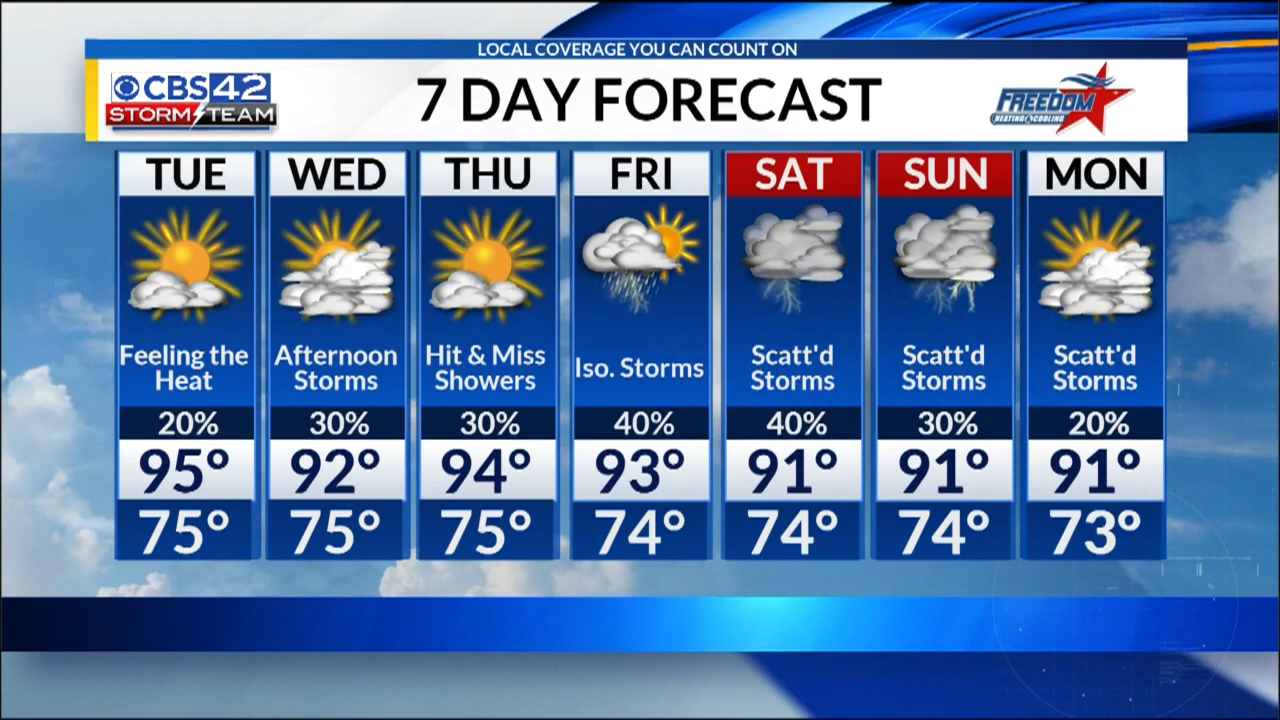 LOCAL COVERAGE YOU CAN COUNT ON
CBS 42
STORM TEAM
7 DAY FORECAST
FREEDOM
HEATING & COOLING
TUE WED THU FRI SAT SUN MON
Feeling the
Heat
Afternoon
Storms
Hit & Miss
Showers
Iso. Storms
Scatt'd
Storms
Scatt'd
Storms
Scatt'd
Storms
20% 30% 30% 40% 40% 30% 20%
95° 92° 94° 93° 91° 91° 91°
75° 75° 75° 74° 74° 74° 73°